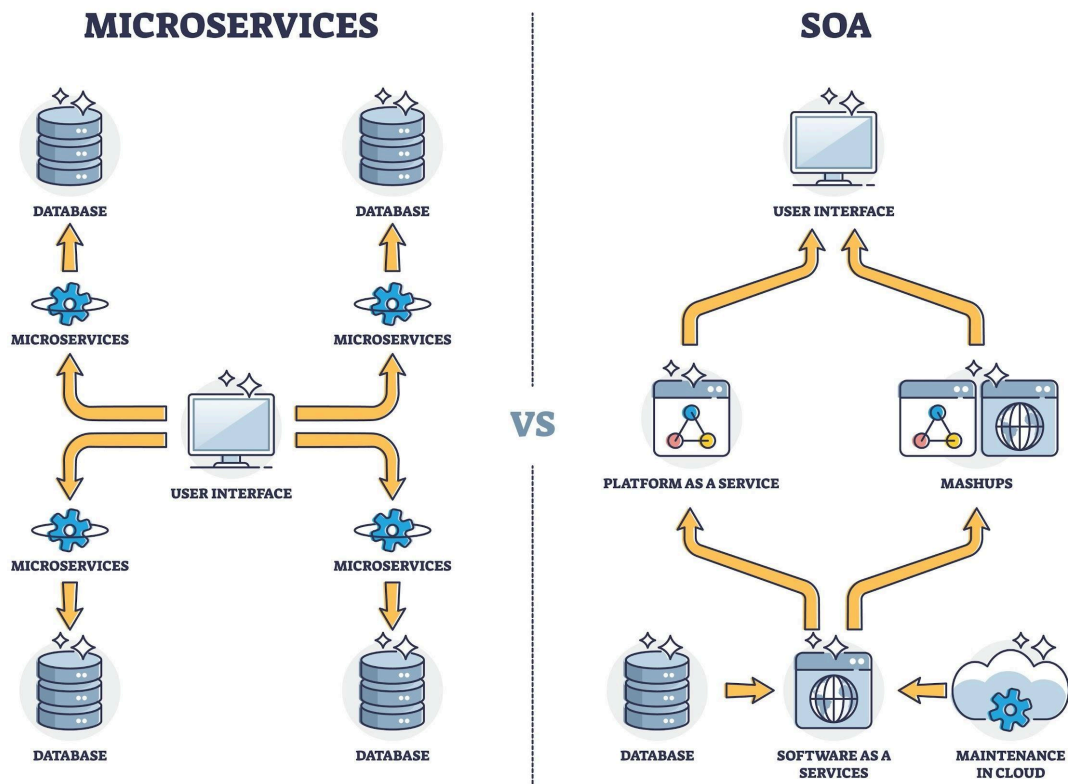 MICROSERVICES
DATABASE
DATABASE
MICROSERVICES
MICROSERVICES
USER INTERFACE
MICROSERVICES
MICROSERVICES
DATABASE
DATABASE
VS
SOA
USER INTERFACE
PLATFORM AS A SERVICE
MASHUPS
DATABASE
SOFTWARE AS A
SERVICES
MAINTENANCE
IN CLOUD